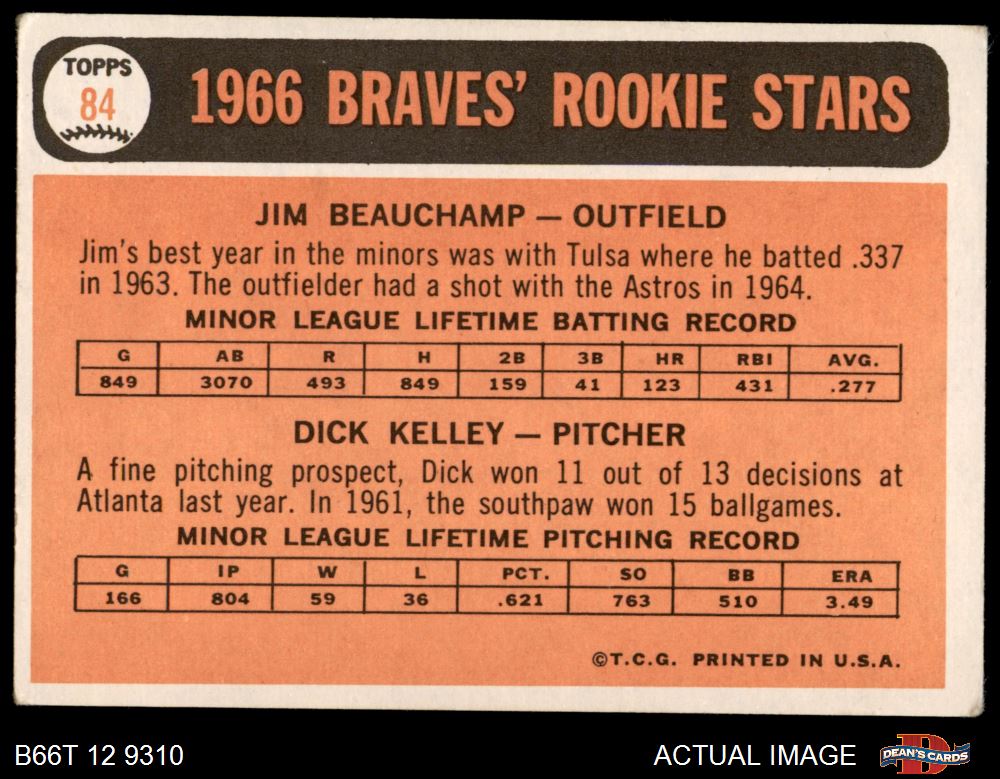 TOPPS
84
1966 BRAVES' ROOKIE STARS
JIM BEAUCHAMP — OUTFIELD
Jim's best year in the minors was with Tulsa where he batted .337
in 1963. The outfielder had a shot with the Astros in 1964.
MINOR LEAGUE LIFETIME BATTING RECORD
G AB R H 2B 3B HR RBI AVG.
849 3070 493 849 159 41 123 431 .277
DICK KELLEY — PITCHER
A fine pitching prospect, Dick won 11 out of 13 decisions at
Atlanta last year. In 1961, the southpaw won 15 ballgames.
MINOR LEAGUE LIFETIME PITCHING RECORD
G IP W L PCT. SO BB ERA
166 804 59 36 .621 763 510 3.49
©T.C.G. PRINTED IN U.S.A.
B66T 12 9310 ACTUAL IMAGE DEAN'S CARDS